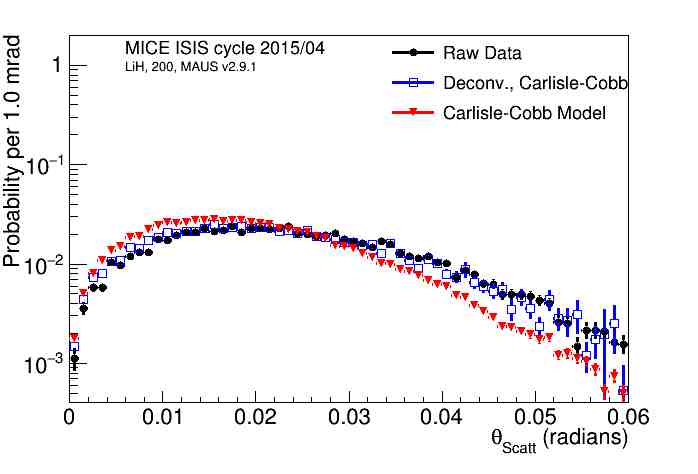 MICE ISIS cycle 2015/04
LiH, 200, MAUS v2.9.1
Raw Data
Deconv., Carlisle-Cobb
Carlisle-Cobb Model
Probability per 1.0 mrad
1
10⁻¹
10⁻²
10⁻³
0 0.01 0.02 0.03 0.04 0.05 0.06
θScatt (radians)